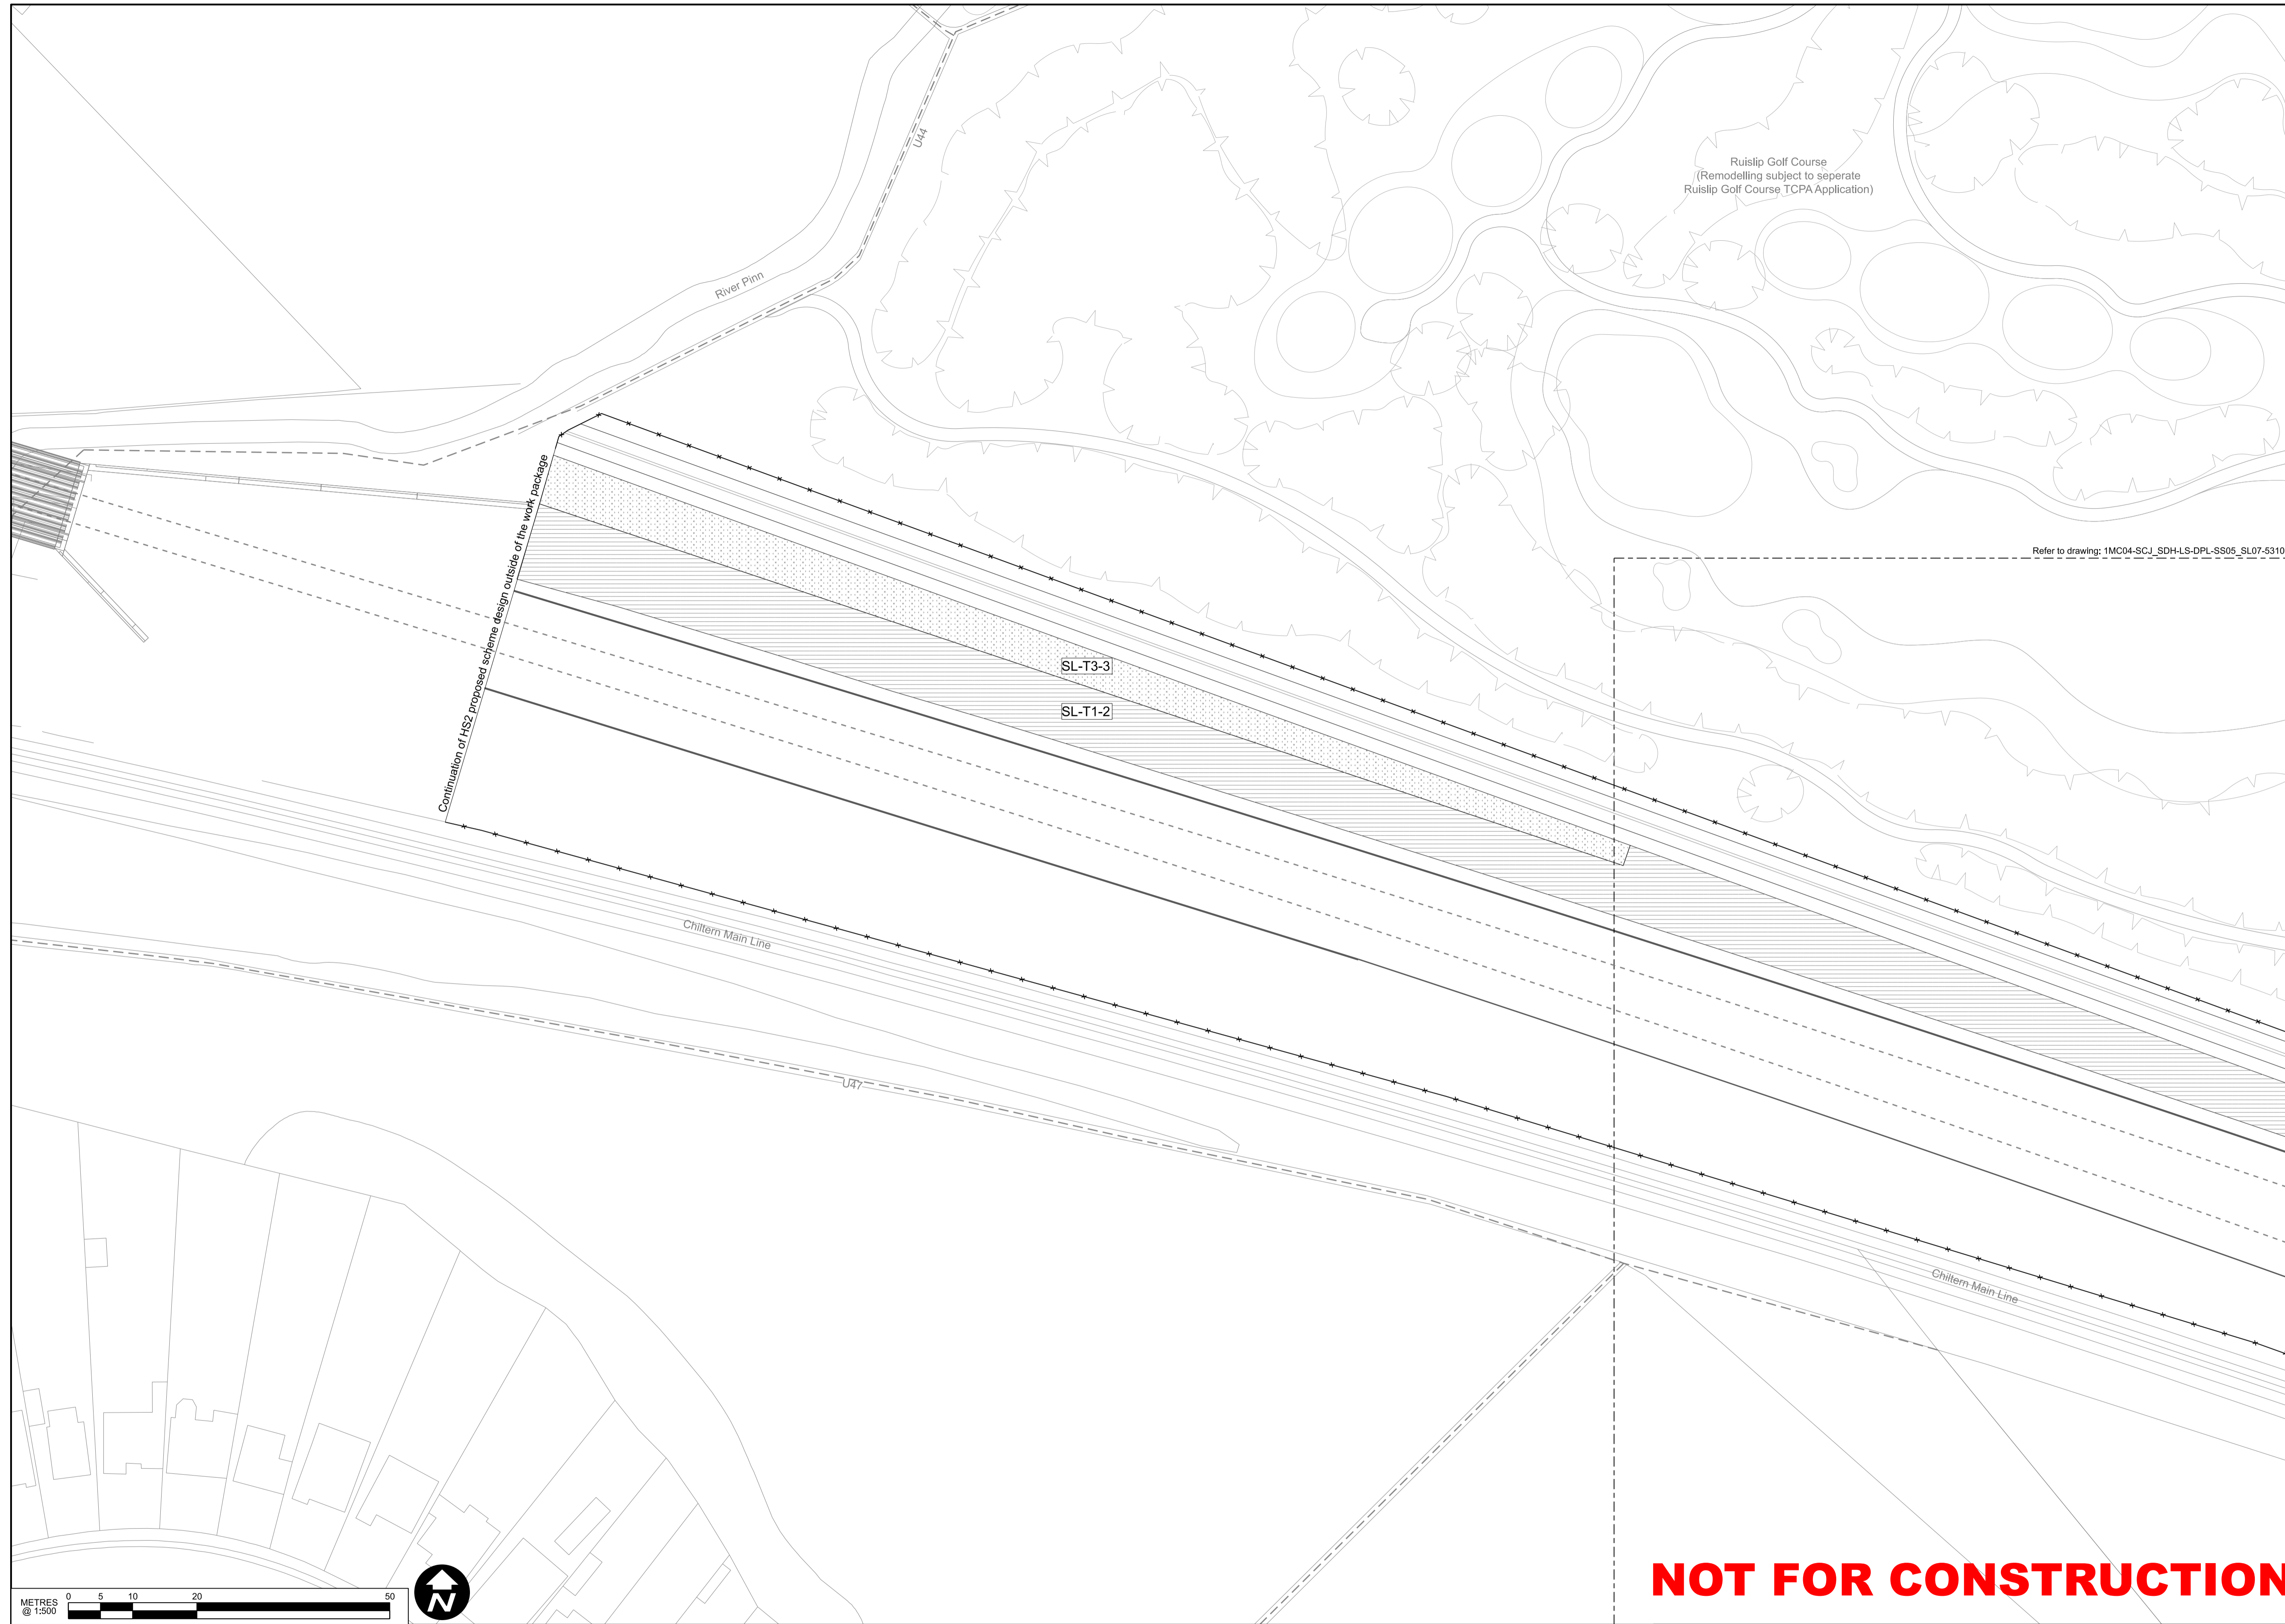 U44
Ruislip Golf Course
(Remodelling subject to seperate
Ruislip Golf Course TCPA Application)
River Pinn
Continuation of HS2 proposed scheme design outside of the work package
Refer to drawing: 1MC04-SCJ_SDH-LS-DPL-SS05_SL07-5310
SL-T3-3
SL-T1-2
Chiltern Main Line
U47
Chiltern Main Line
NOT FOR CONSTRUCTION
METRES
@ 1:500
0 5 10 20 50
N